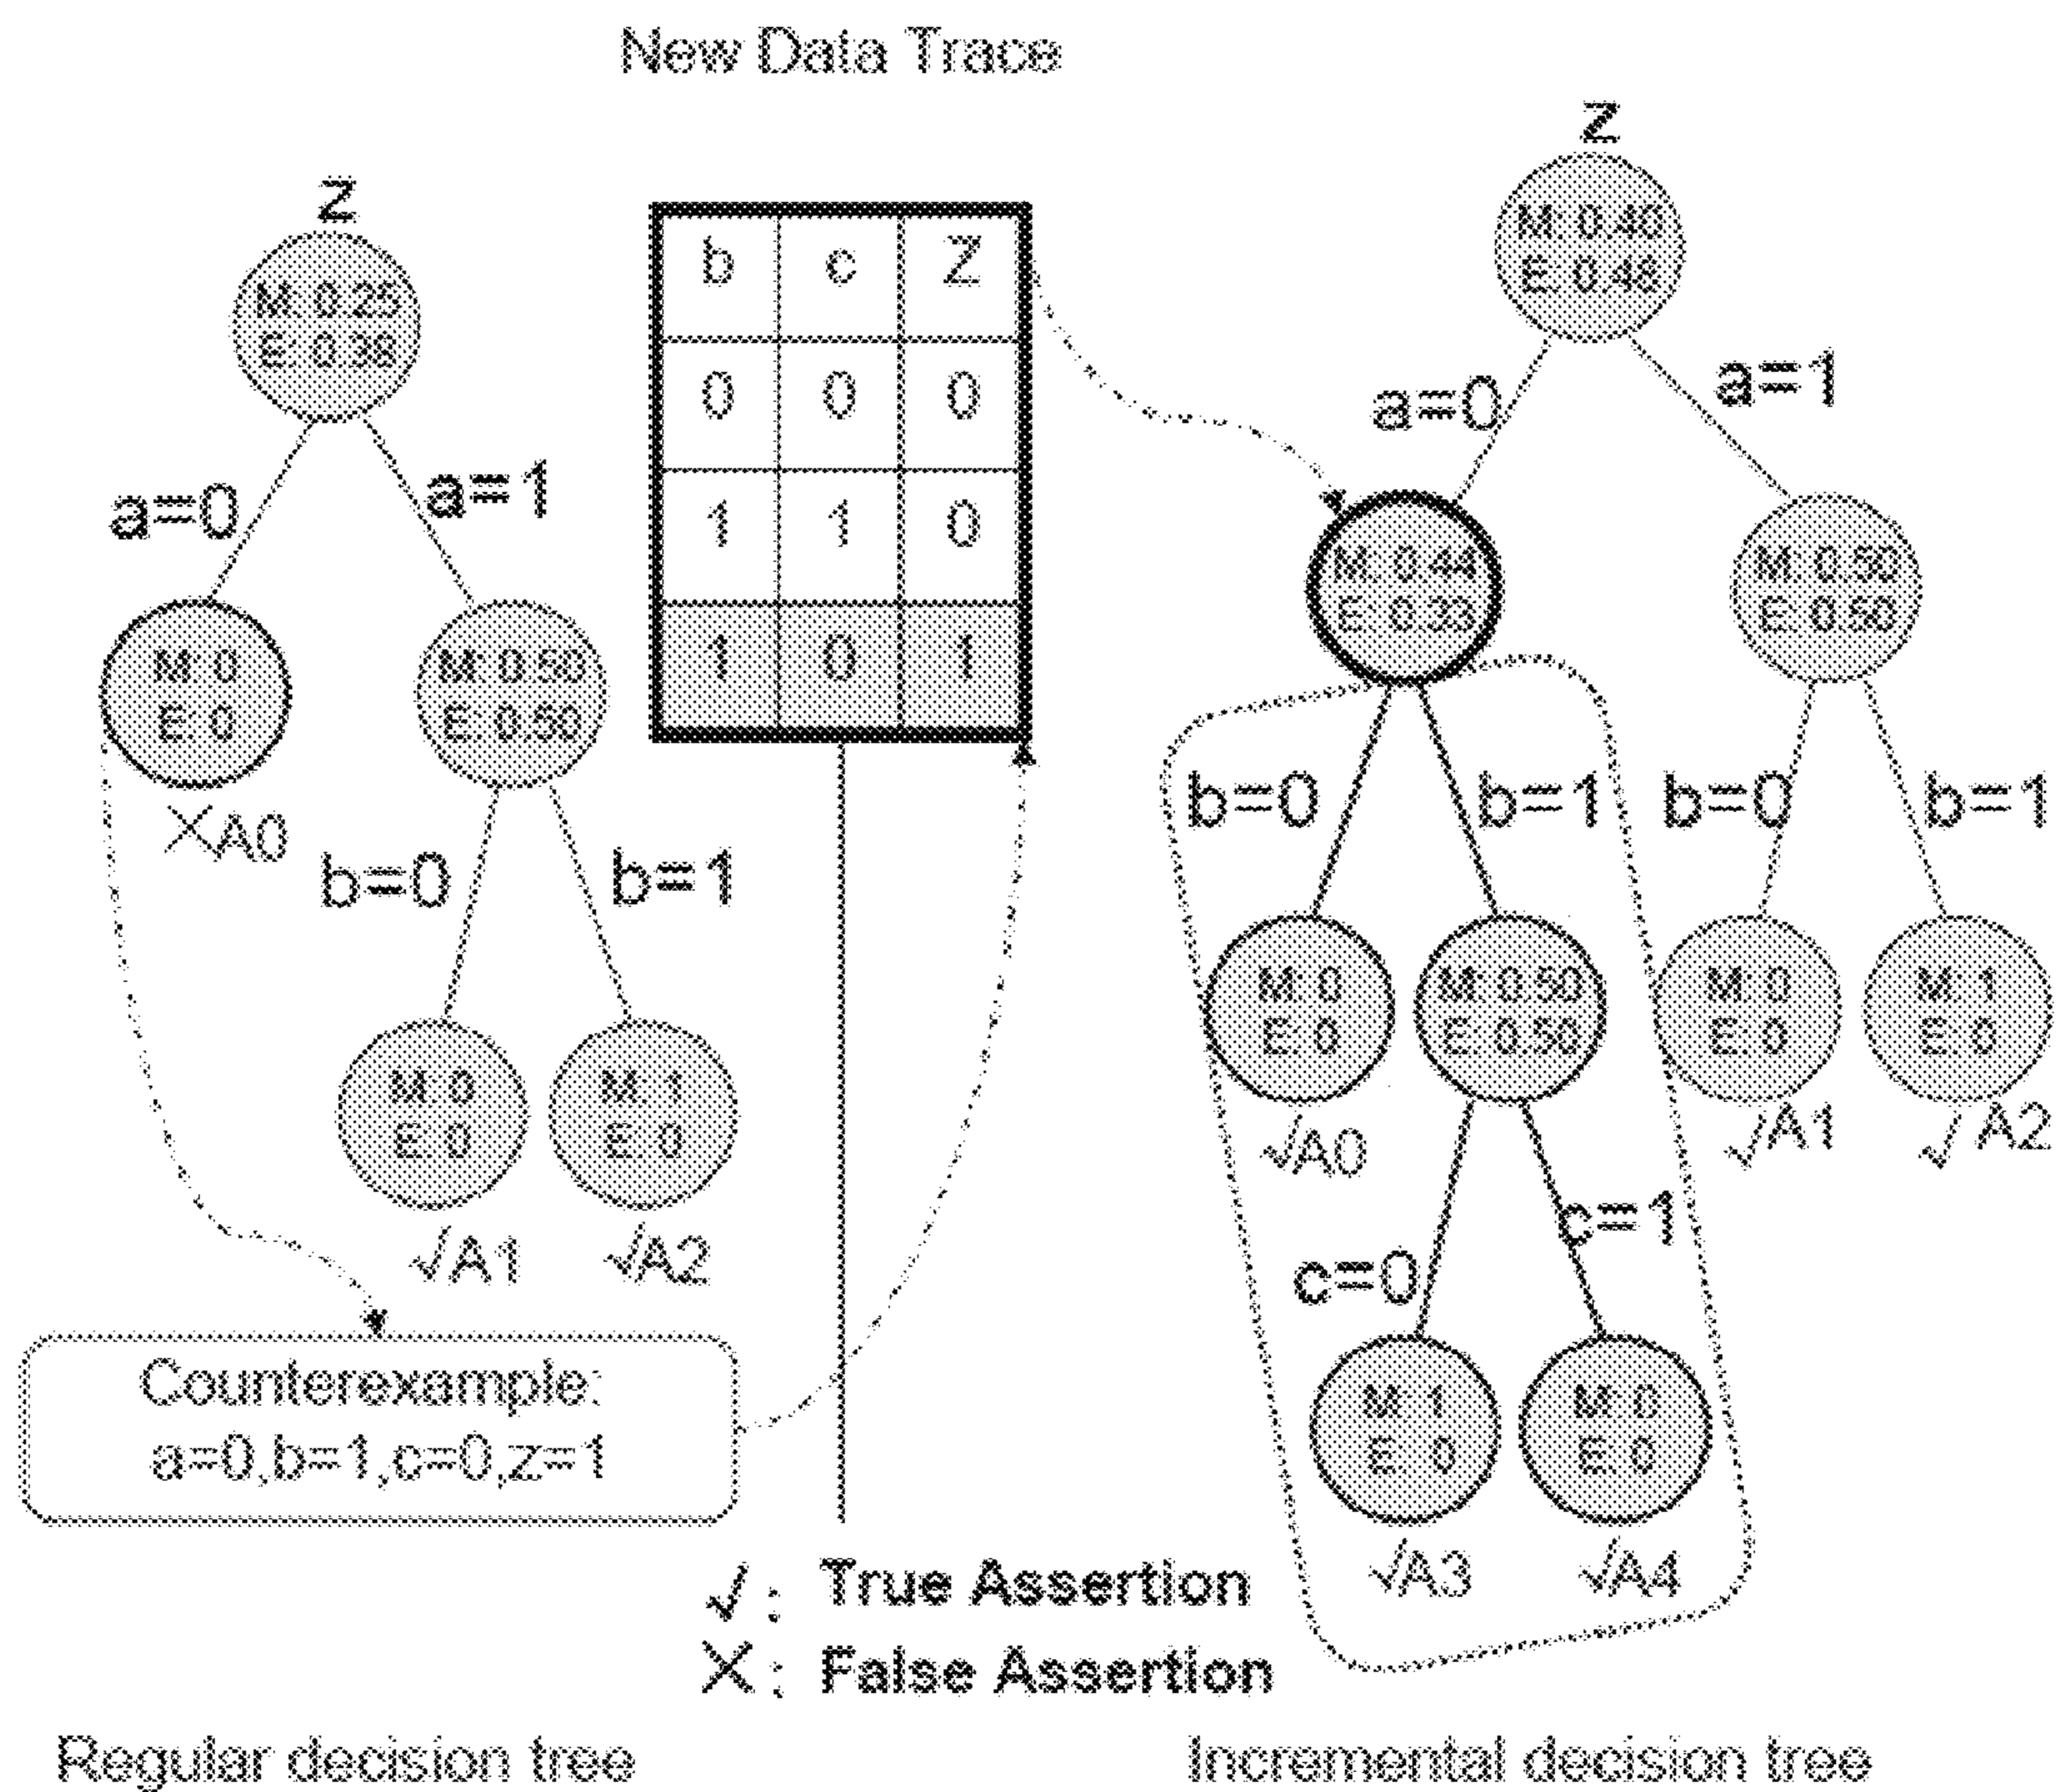 New Data Trace
z
M: 0.25
E: 0.38
a=0
a=1
M: 0
E: 0
XA0
M: 0.50
E: 0.50
b=0
b=1
M: 0
E: 0
√A1
M: 1
E: 0
√A2
Counterexample:
a=0,b=1,c=0,z=1
b c Z
0 0 0
1 1 0
1 0 1
z
M: 0.40
E: 0.48
a=0
a=1
M: 0.44
E: 0.33
M: 0.50
E: 0.50
b=0
b=1
b=0
b=1
M: 0
E: 0
√A0
M: 0.50
E: 0.50
M: 0
E: 0
√A1
M: 1
E: 0
√A2
c=0
c=1
M: 1
E: 0
√A3
M: 0
E: 0
√A4
√: True Assertion
X: False Assertion
Regular decision tree
Incremental decision tree